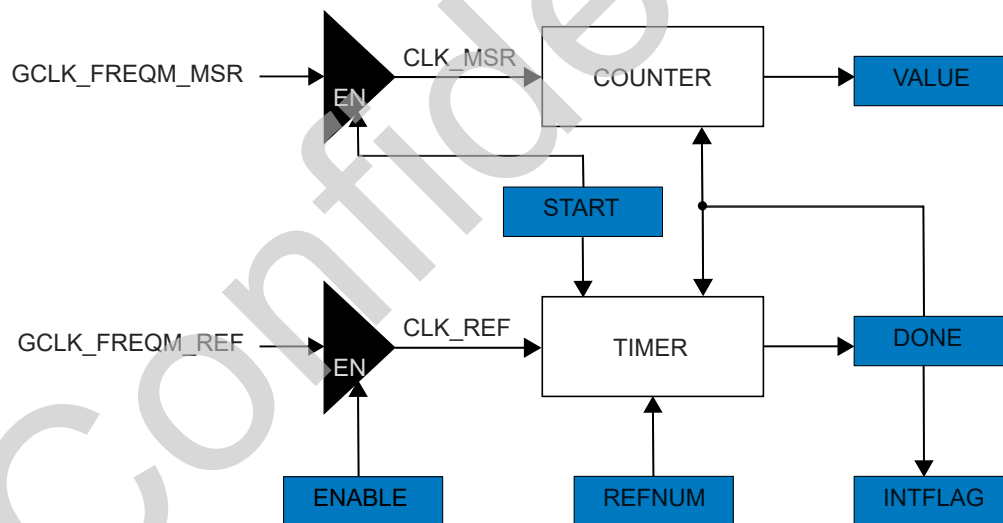 GCLK_FREQM_MSR
EN
CLK_MSR
COUNTER
VALUE
START
GCLK_FREQM_REF
EN
CLK_REF
TIMER
DONE
ENABLE
REFNUM
INTFLAG
Confide